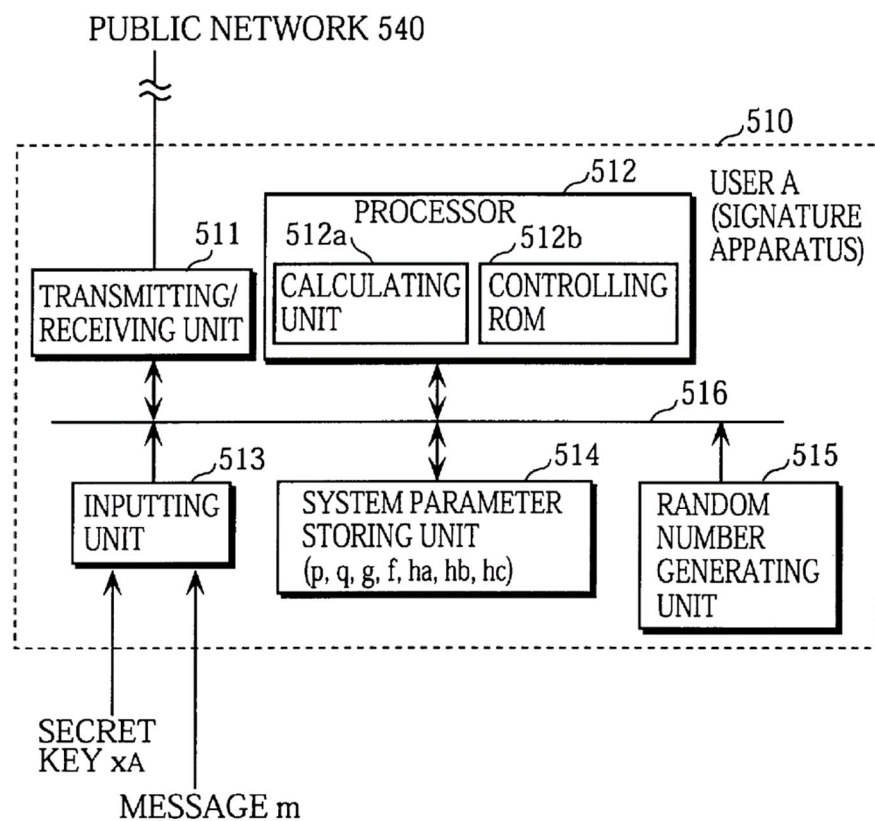 PUBLIC NETWORK 540
510
USER A
(SIGNATURE
APPARATUS)
512
PROCESSOR
512a
512b
CALCULATING
UNIT
CONTROLLING
ROM
511
TRANSMITTING/
RECEIVING UNIT
516
513
INPUTTING
UNIT
514
SYSTEM PARAMETER
STORING UNIT
(p, q, g, f, ha, hb, hc)
515
RANDOM
NUMBER
GENERATING
UNIT
SECRET
KEY xA
MESSAGE m